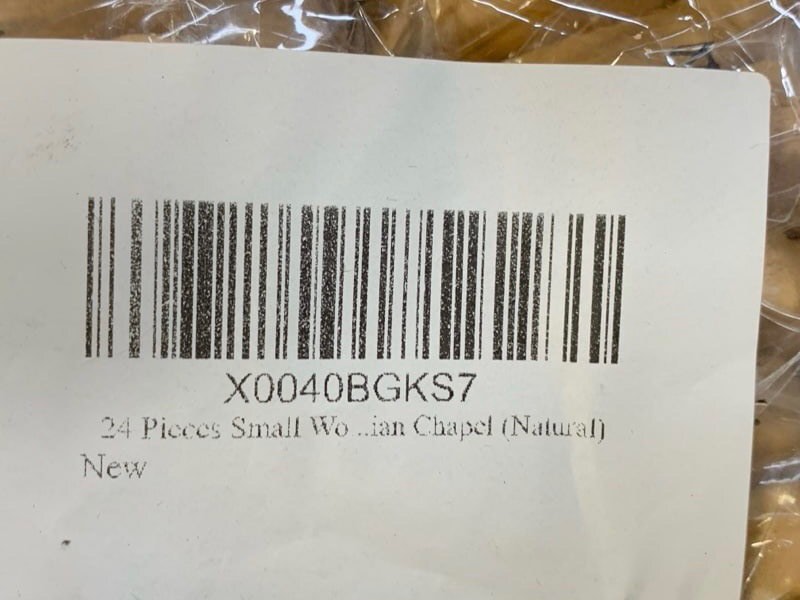 X0040BGKS7
24 Pieces Small Wo...ian Chapel (Natural)
New